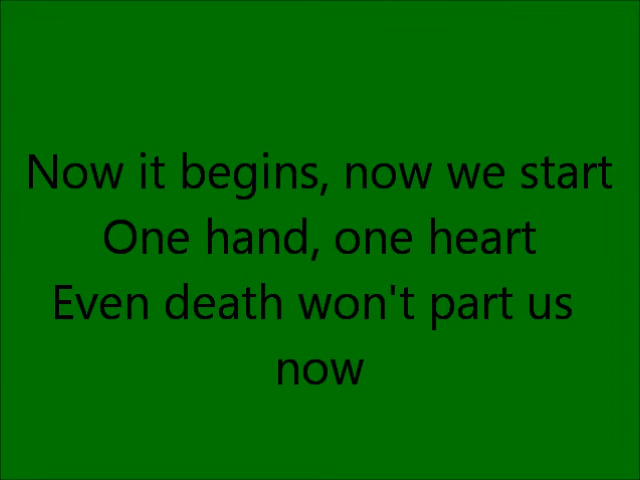 Now it begins, now we start
One hand, one heart
Even death won't part us
now